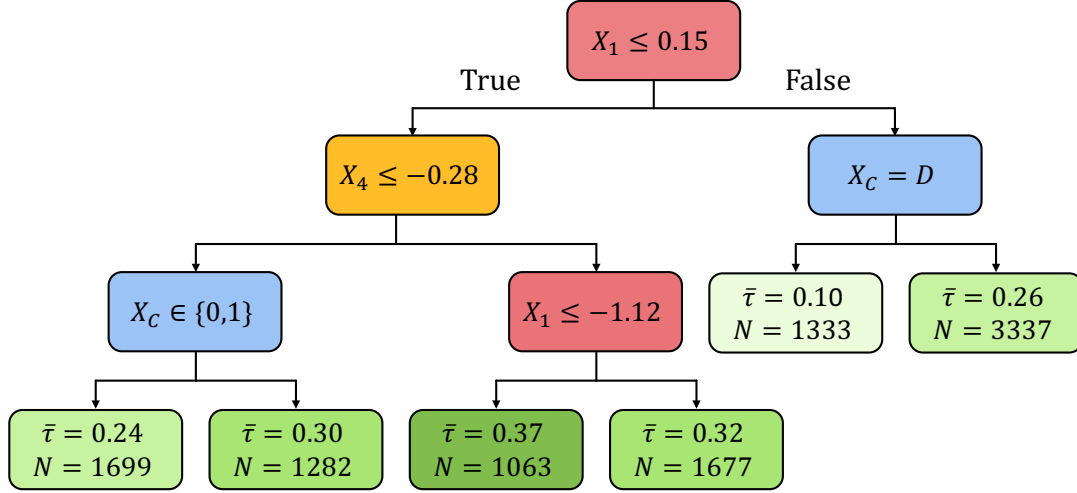 X₁ ≤ 0.15
True
False
X₄ ≤ −0.28
X_C = D
X_C ∈ {0,1}
X₁ ≤ −1.12
τ̄ = 0.10
N = 1333
τ̄ = 0.26
N = 3337
τ̄ = 0.24
N = 1699
τ̄ = 0.30
N = 1282
τ̄ = 0.37
N = 1063
τ̄ = 0.32
N = 1677